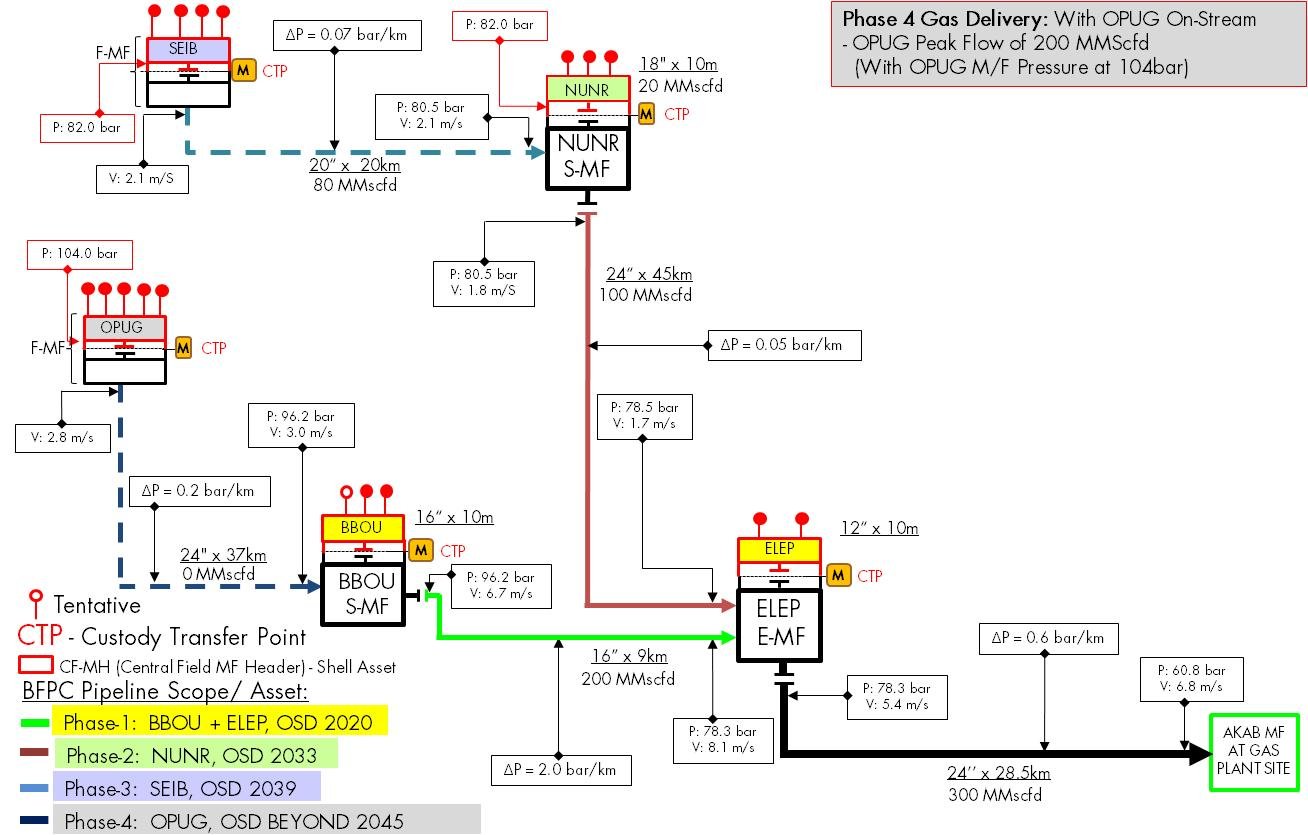 Phase 4 Gas Delivery: With OPUG On-Stream
- OPUG Peak Flow of 200 MMScfd
(With OPUG M/F Pressure at 104bar)
SEIB
F-MF
M
CTP
P: 82.0 bar
V: 2.1 m/S
ΔP = 0.07 bar/km
20" x 20km
80 MMscfd
P: 82.0 bar
P: 80.5 bar
V: 2.1 m/s
NUNR
18" x 10m
20 MMscfd
M
CTP
NUNR
S-MF
P: 80.5 bar
V: 1.8 m/S
24" x 45km
100 MMscfd
ΔP = 0.05 bar/km
P: 78.5 bar
V: 1.7 m/s
P: 104.0 bar
OPUG
F-MF
M
CTP
V: 2.8 m/s
P: 96.2 bar
V: 3.0 m/s
ΔP = 0.2 bar/km
24" x 37km
0 MMscfd
BBOU
16" x 10m
M
CTP
BBOU
S-MF
P: 96.2 bar
V: 6.7 m/s
16" x 9km
200 MMscfd
ΔP = 2.0 bar/km
P: 78.3 bar
V: 8.1 m/s
ELEP
12" x 10m
M
CTP
ELEP
E-MF
P: 78.3 bar
V: 5.4 m/s
ΔP = 0.6 bar/km
P: 60.8 bar
V: 6.8 m/s
24'' x 28.5km
300 MMscfd
AKAB MF
AT GAS
PLANT SITE
Tentative
CTP - Custody Transfer Point
CF-MH (Central Field MF Header) - Shell Asset
BFPC Pipeline Scope/ Asset:
Phase-1: BBOU + ELEP, OSD 2020
Phase-2: NUNR, OSD 2033
Phase-3: SEIB, OSD 2039
Phase-4: OPUG, OSD BEYOND 2045